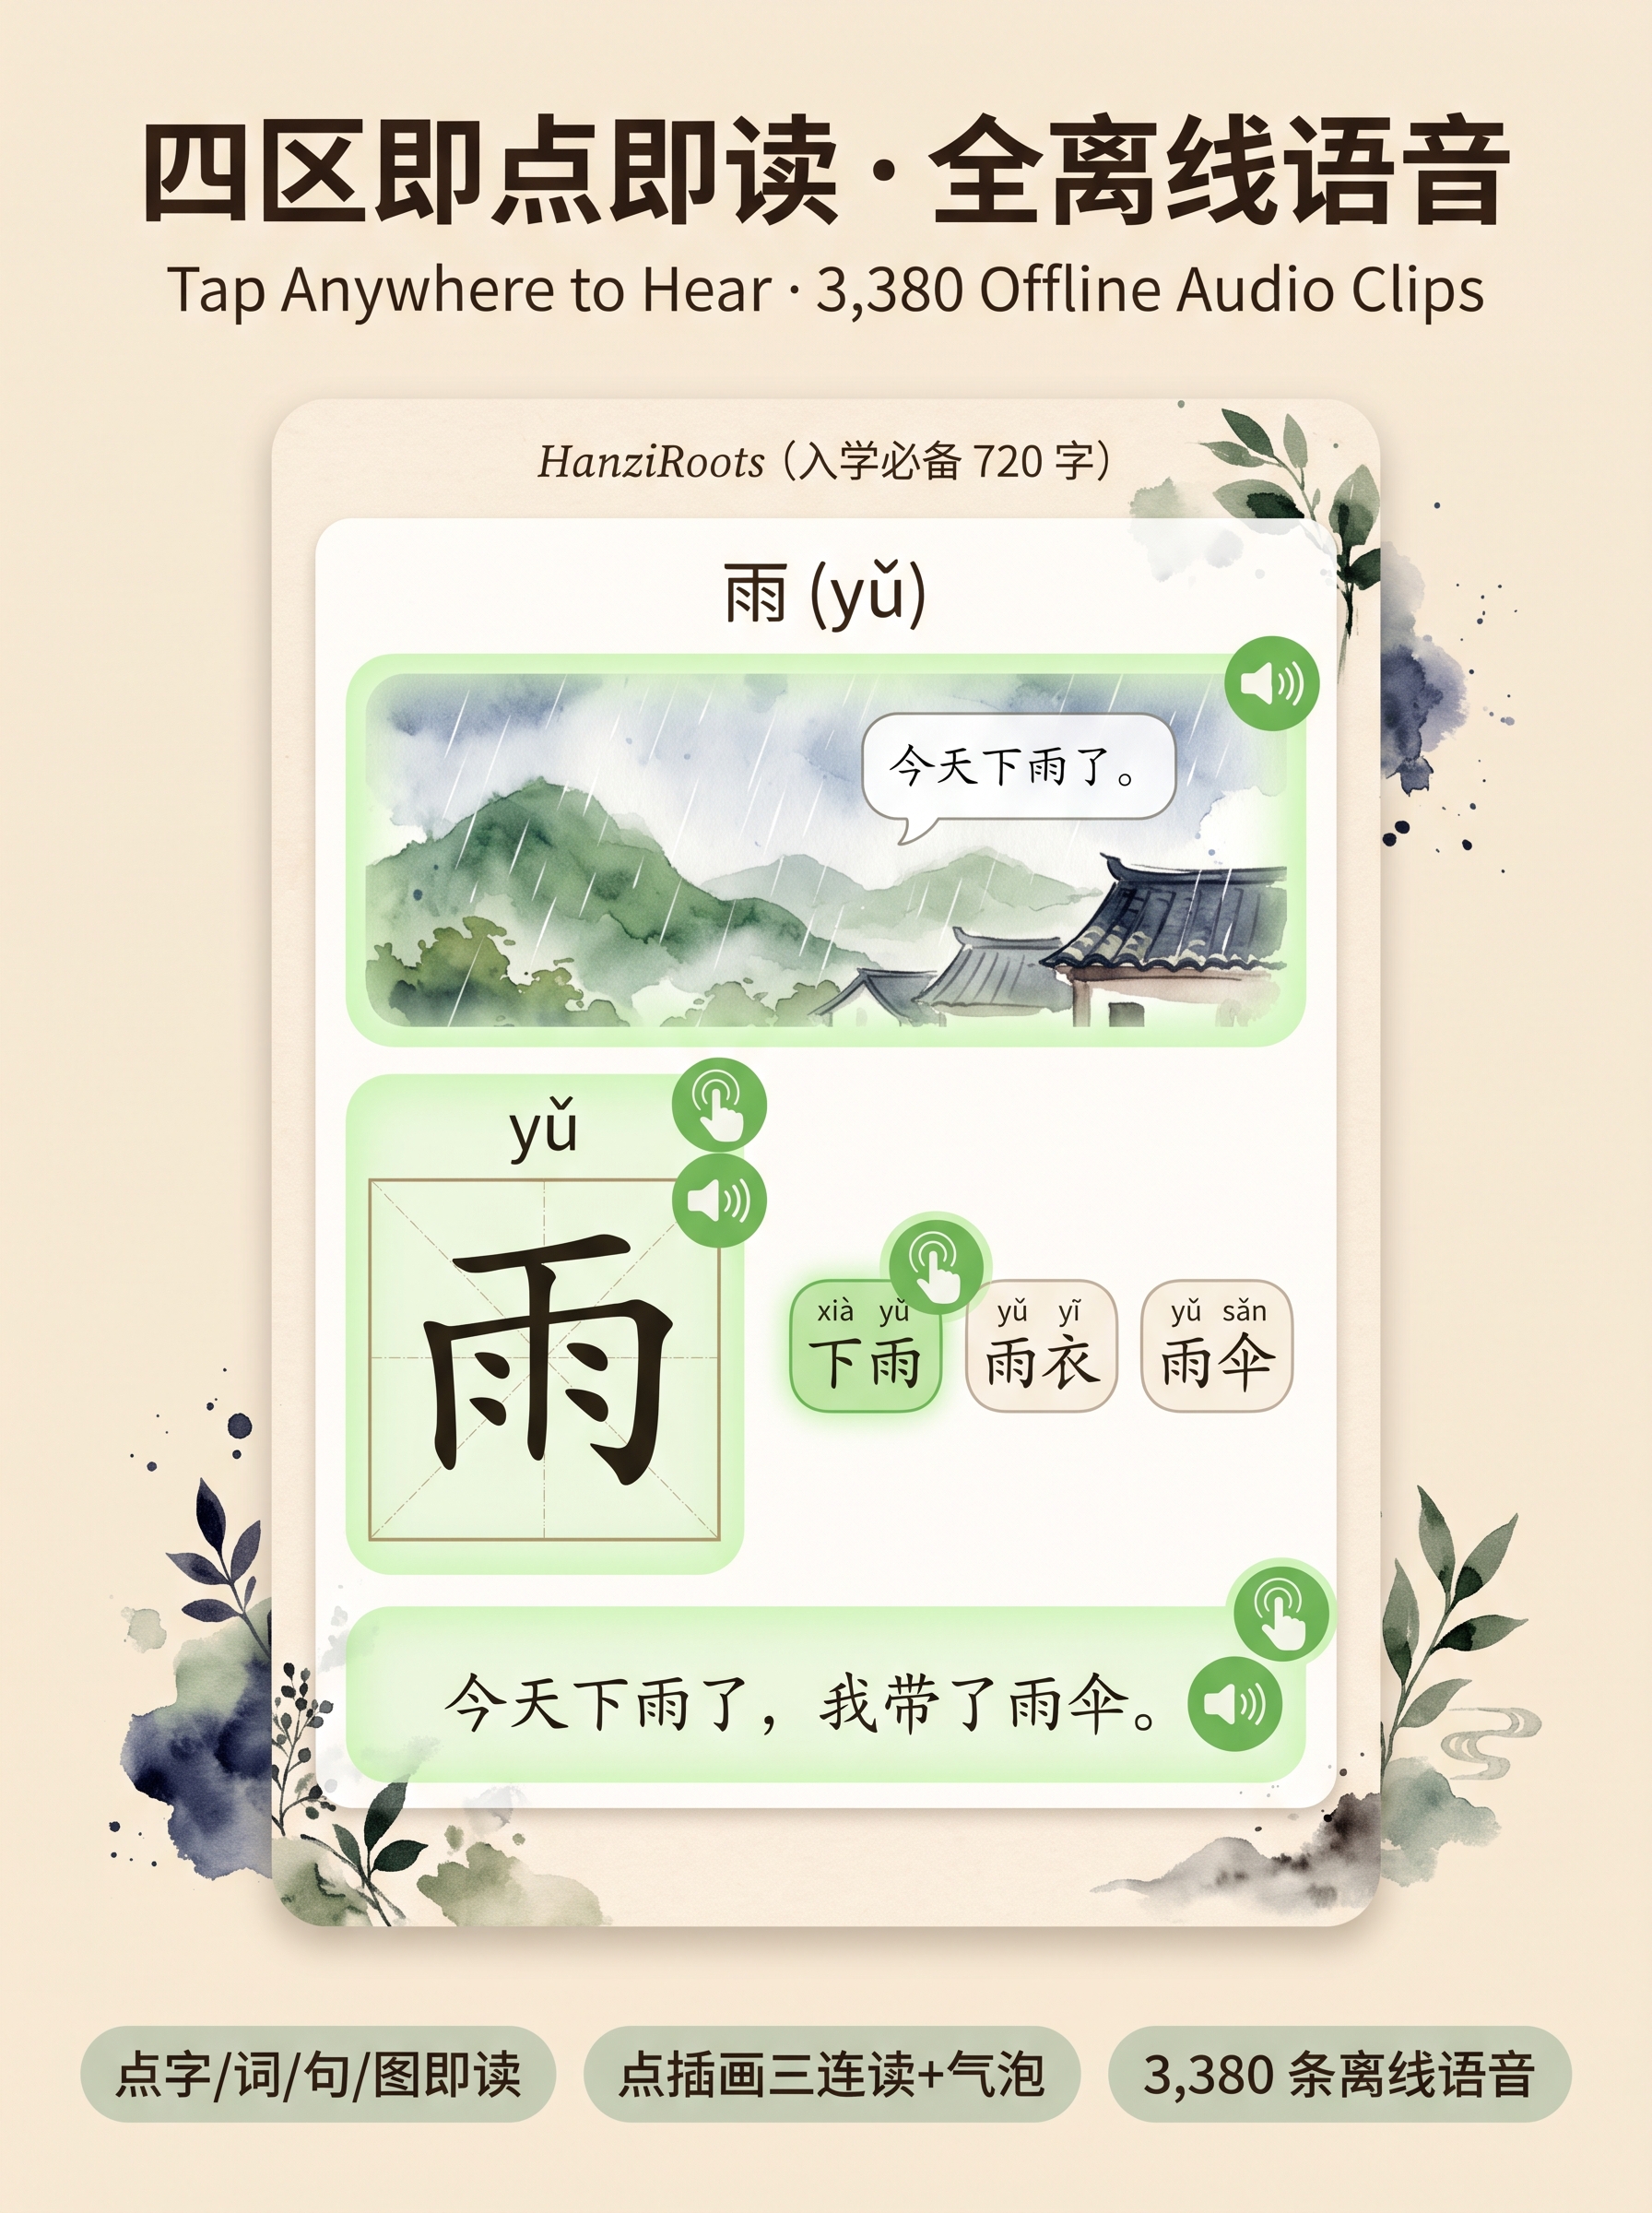 四区即点即读·全离线语音
Tap Anywhere to Hear · 3,380 Offline Audio Clips
HanziRoots（入学必备 720 字）
雨 (yǔ)
今天下雨了。
yǔ
雨
xià yǔ
下雨
yǔ yĩ
雨衣
yǔ sǎn
雨伞
今天下雨了，我带了雨伞。
点字/词/句/图即读
点插画三连读+气泡
3,380 条离线语音